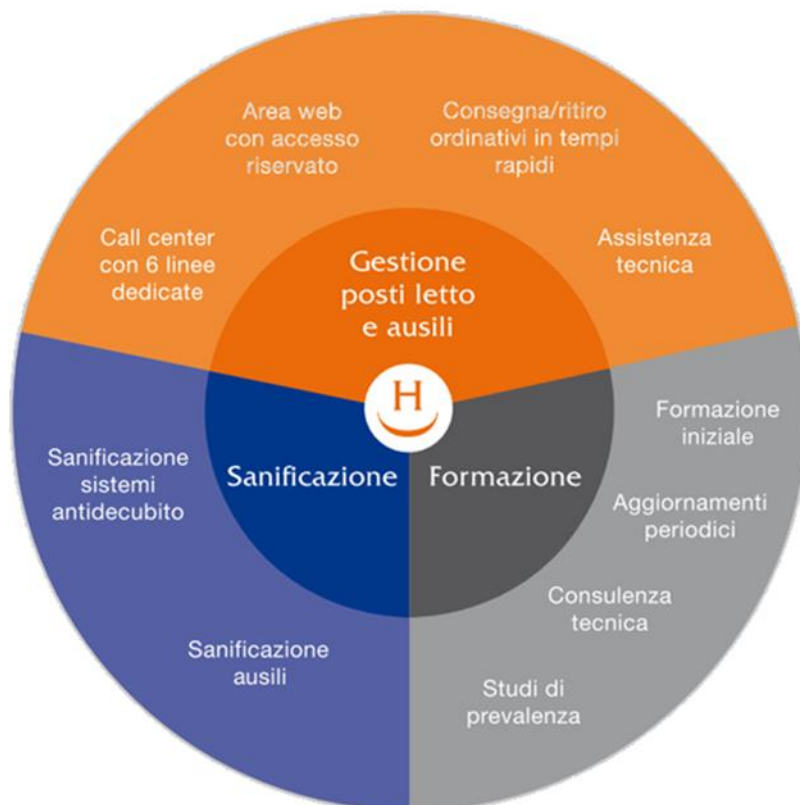 Area web
con accesso
riservato
Consegna/ritiro
ordinativi in tempi
rapidi
Call center
con 6 linee
dedicate
Assistenza
tecnica
Gestione
posti letto
e ausili
H
Sanificazione
Formazione
Sanificazione
sistemi
antidecubito
Sanificazione
ausili
Formazione
iniziale
Aggiornamenti
periodici
Consulenza
tecnica
Studi di
prevalenza